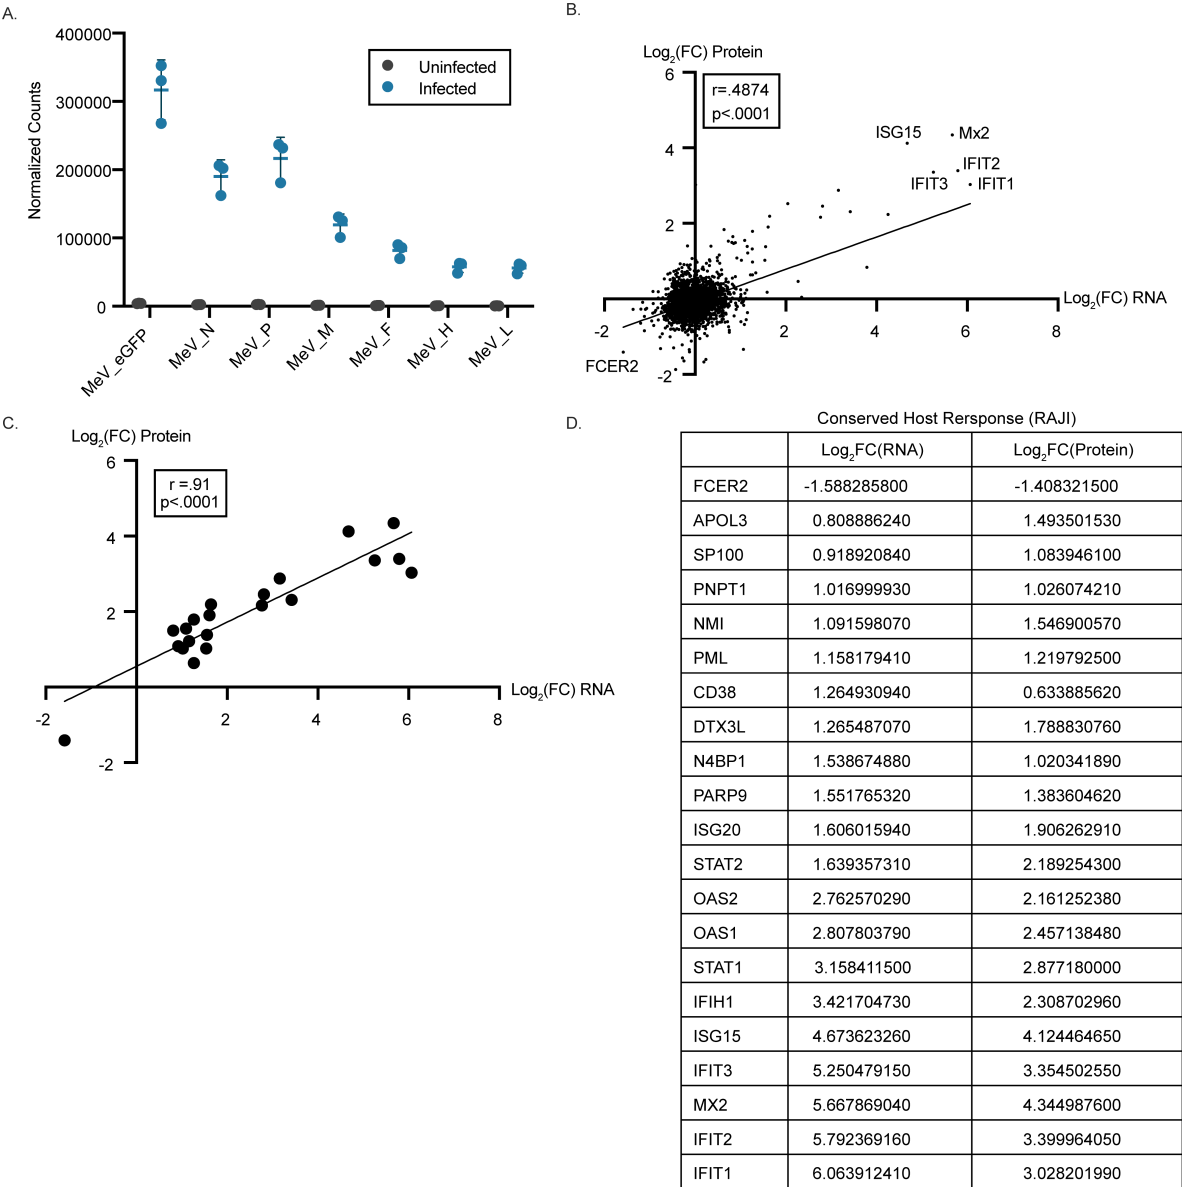 A.
400000
300000
200000
100000
0
Normalized Counts
Uninfected
Infected
MeV_eGFP
MeV_N
MeV_P
MeV_M
MeV_F
MeV_H
MeV_L
B.
Log2(FC) Protein
6
r=.4874
p<.0001
ISG15
Mx2
4
IFIT2
IFIT3
IFIT1
2
Log2(FC) RNA
-2
2
4
6
8
FCER2
-2
C.
Log2(FC) Protein
6
r =.91
p<.0001
4
2
Log2(FC) RNA
-2
2
4
6
8
-2
D.
Conserved Host Rersponse (RAJI)
Log2FC(RNA) Log2FC(Protein)
FCER2 -1.588285800 -1.408321500
APOL3 0.808886240 1.493501530
SP100 0.918920840 1.083946100
PNPT1 1.016999930 1.026074210
NMI 1.091598070 1.546900570
PML 1.158179410 1.219792500
CD38 1.264930940 0.633885620
DTX3L 1.265487070 1.788830760
N4BP1 1.538674880 1.020341890
PARP9 1.551765320 1.383604620
ISG20 1.606015940 1.906262910
STAT2 1.639357310 2.189254300
OAS2 2.762570290 2.161252380
OAS1 2.807803790 2.457138480
STAT1 3.158411500 2.877180000
IFIH1 3.421704730 2.308702960
ISG15 4.673623260 4.124464650
IFIT3 5.250479150 3.354502550
MX2 5.667869040 4.344987600
IFIT2 5.792369160 3.399964050
IFIT1 6.063912410 3.028201990